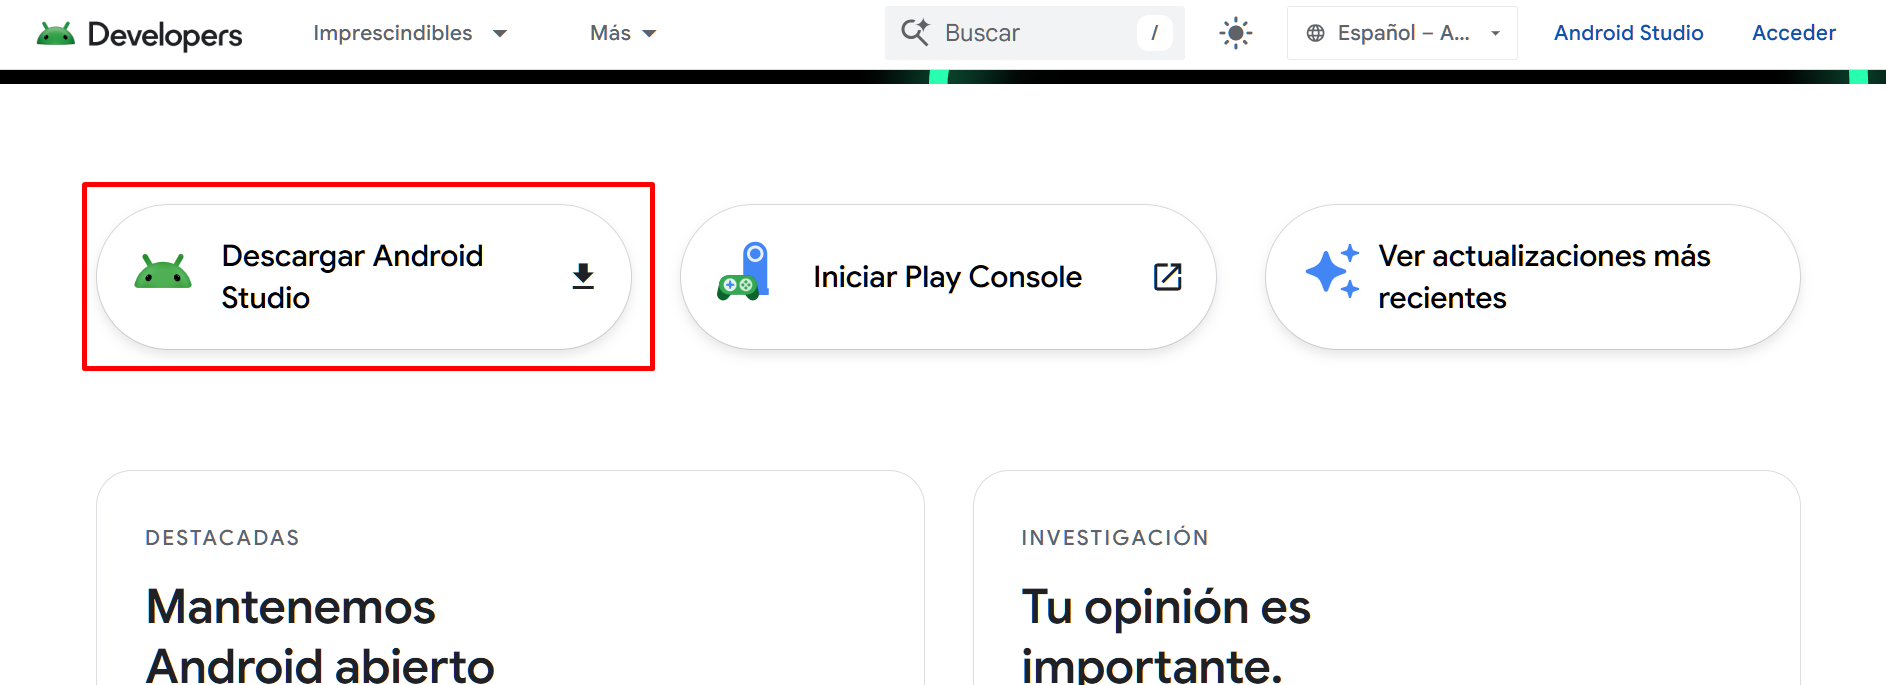 Developers
Imprescindibles
Más
Buscar
/
Español – A...
Android Studio
Acceder
Descargar Android
Studio
Iniciar Play Console
Ver actualizaciones más
recientes
DESTACADAS
Mantenemos
Android abierto
INVESTIGACIÓN
Tu opinión es
importante.